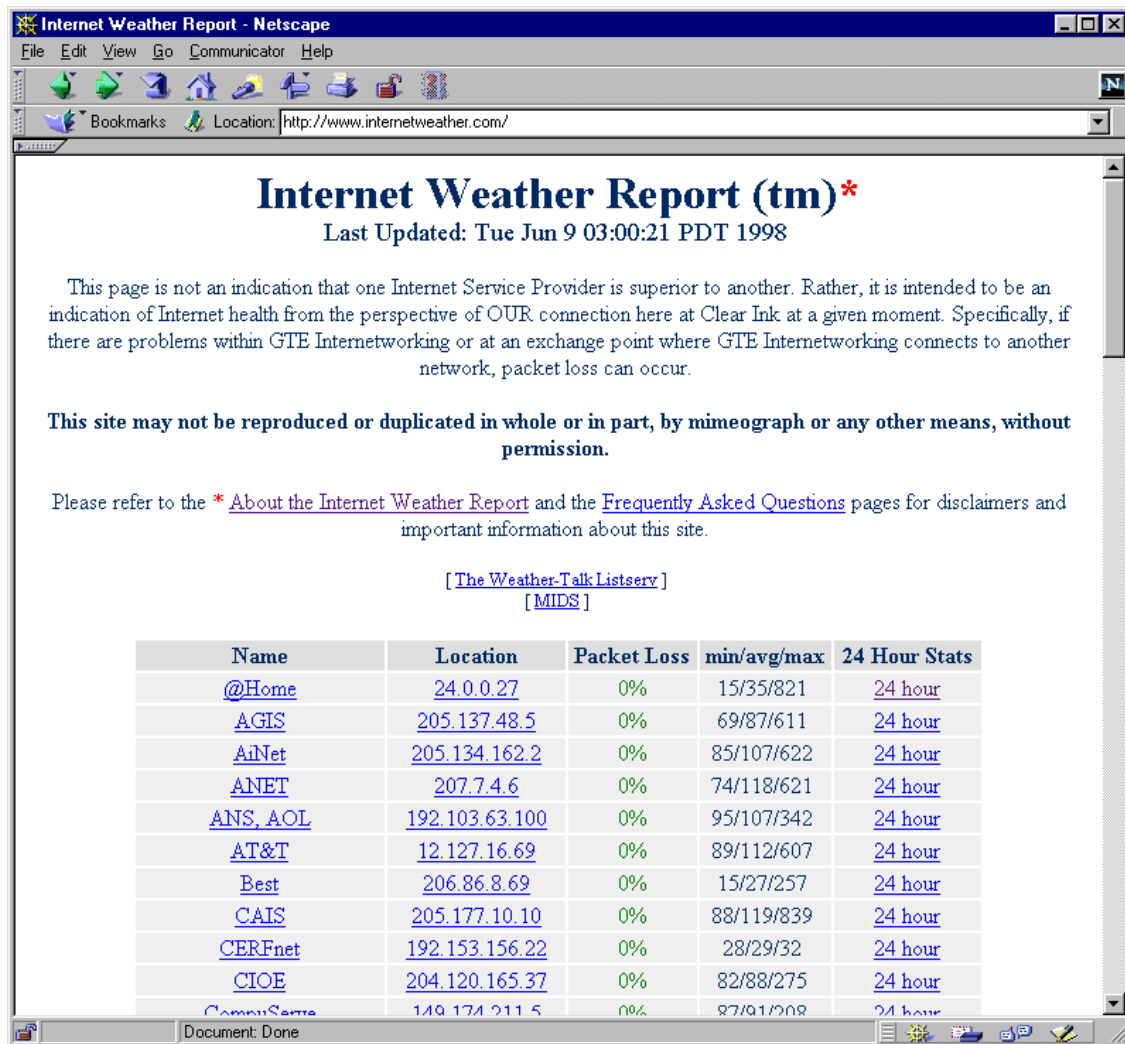 Internet Weather Report - Netscape
File Edit View Go Communicator Help
N
Bookmarks Location: http://www.internetweather.com/
Internet Weather Report (tm)*
Last Updated: Tue Jun 9 03:00:21 PDT 1998
This page is not an indication that one Internet Service Provider is superior to another. Rather, it is intended to be an
indication of Internet health from the perspective of OUR connection here at Clear Ink at a given moment. Specifically, if
there are problems within GTE Internetworking or at an exchange point where GTE Internetworking connects to another
network, packet loss can occur.
This site may not be reproduced or duplicated in whole or in part, by mimeograph or any other means, without
permission.
Please refer to the * About the Internet Weather Report and the Frequently Asked Questions pages for disclaimers and
important information about this site.
[ The Weather-Talk Listserv ]
[ MIDS ]
Name Location Packet Loss min/avg/max 24 Hour Stats
@Home 24.0.0.27 0% 15/35/821 24 hour
AGIS 205.137.48.5 0% 69/87/611 24 hour
AiNet 205.134.162.2 0% 85/107/622 24 hour
ANET 207.7.4.6 0% 74/118/621 24 hour
ANS, AOL 192.103.63.100 0% 95/107/342 24 hour
AT&T 12.127.16.69 0% 89/112/607 24 hour
Best 206.86.8.69 0% 15/27/257 24 hour
CAIS 205.177.10.10 0% 88/119/839 24 hour
CERFnet 192.153.156.22 0% 28/29/32 24 hour
CIOE 204.120.165.37 0% 82/88/275 24 hour
CompuServe 149.174.211.5 0% 87/91/208 24 hour
Document: Done